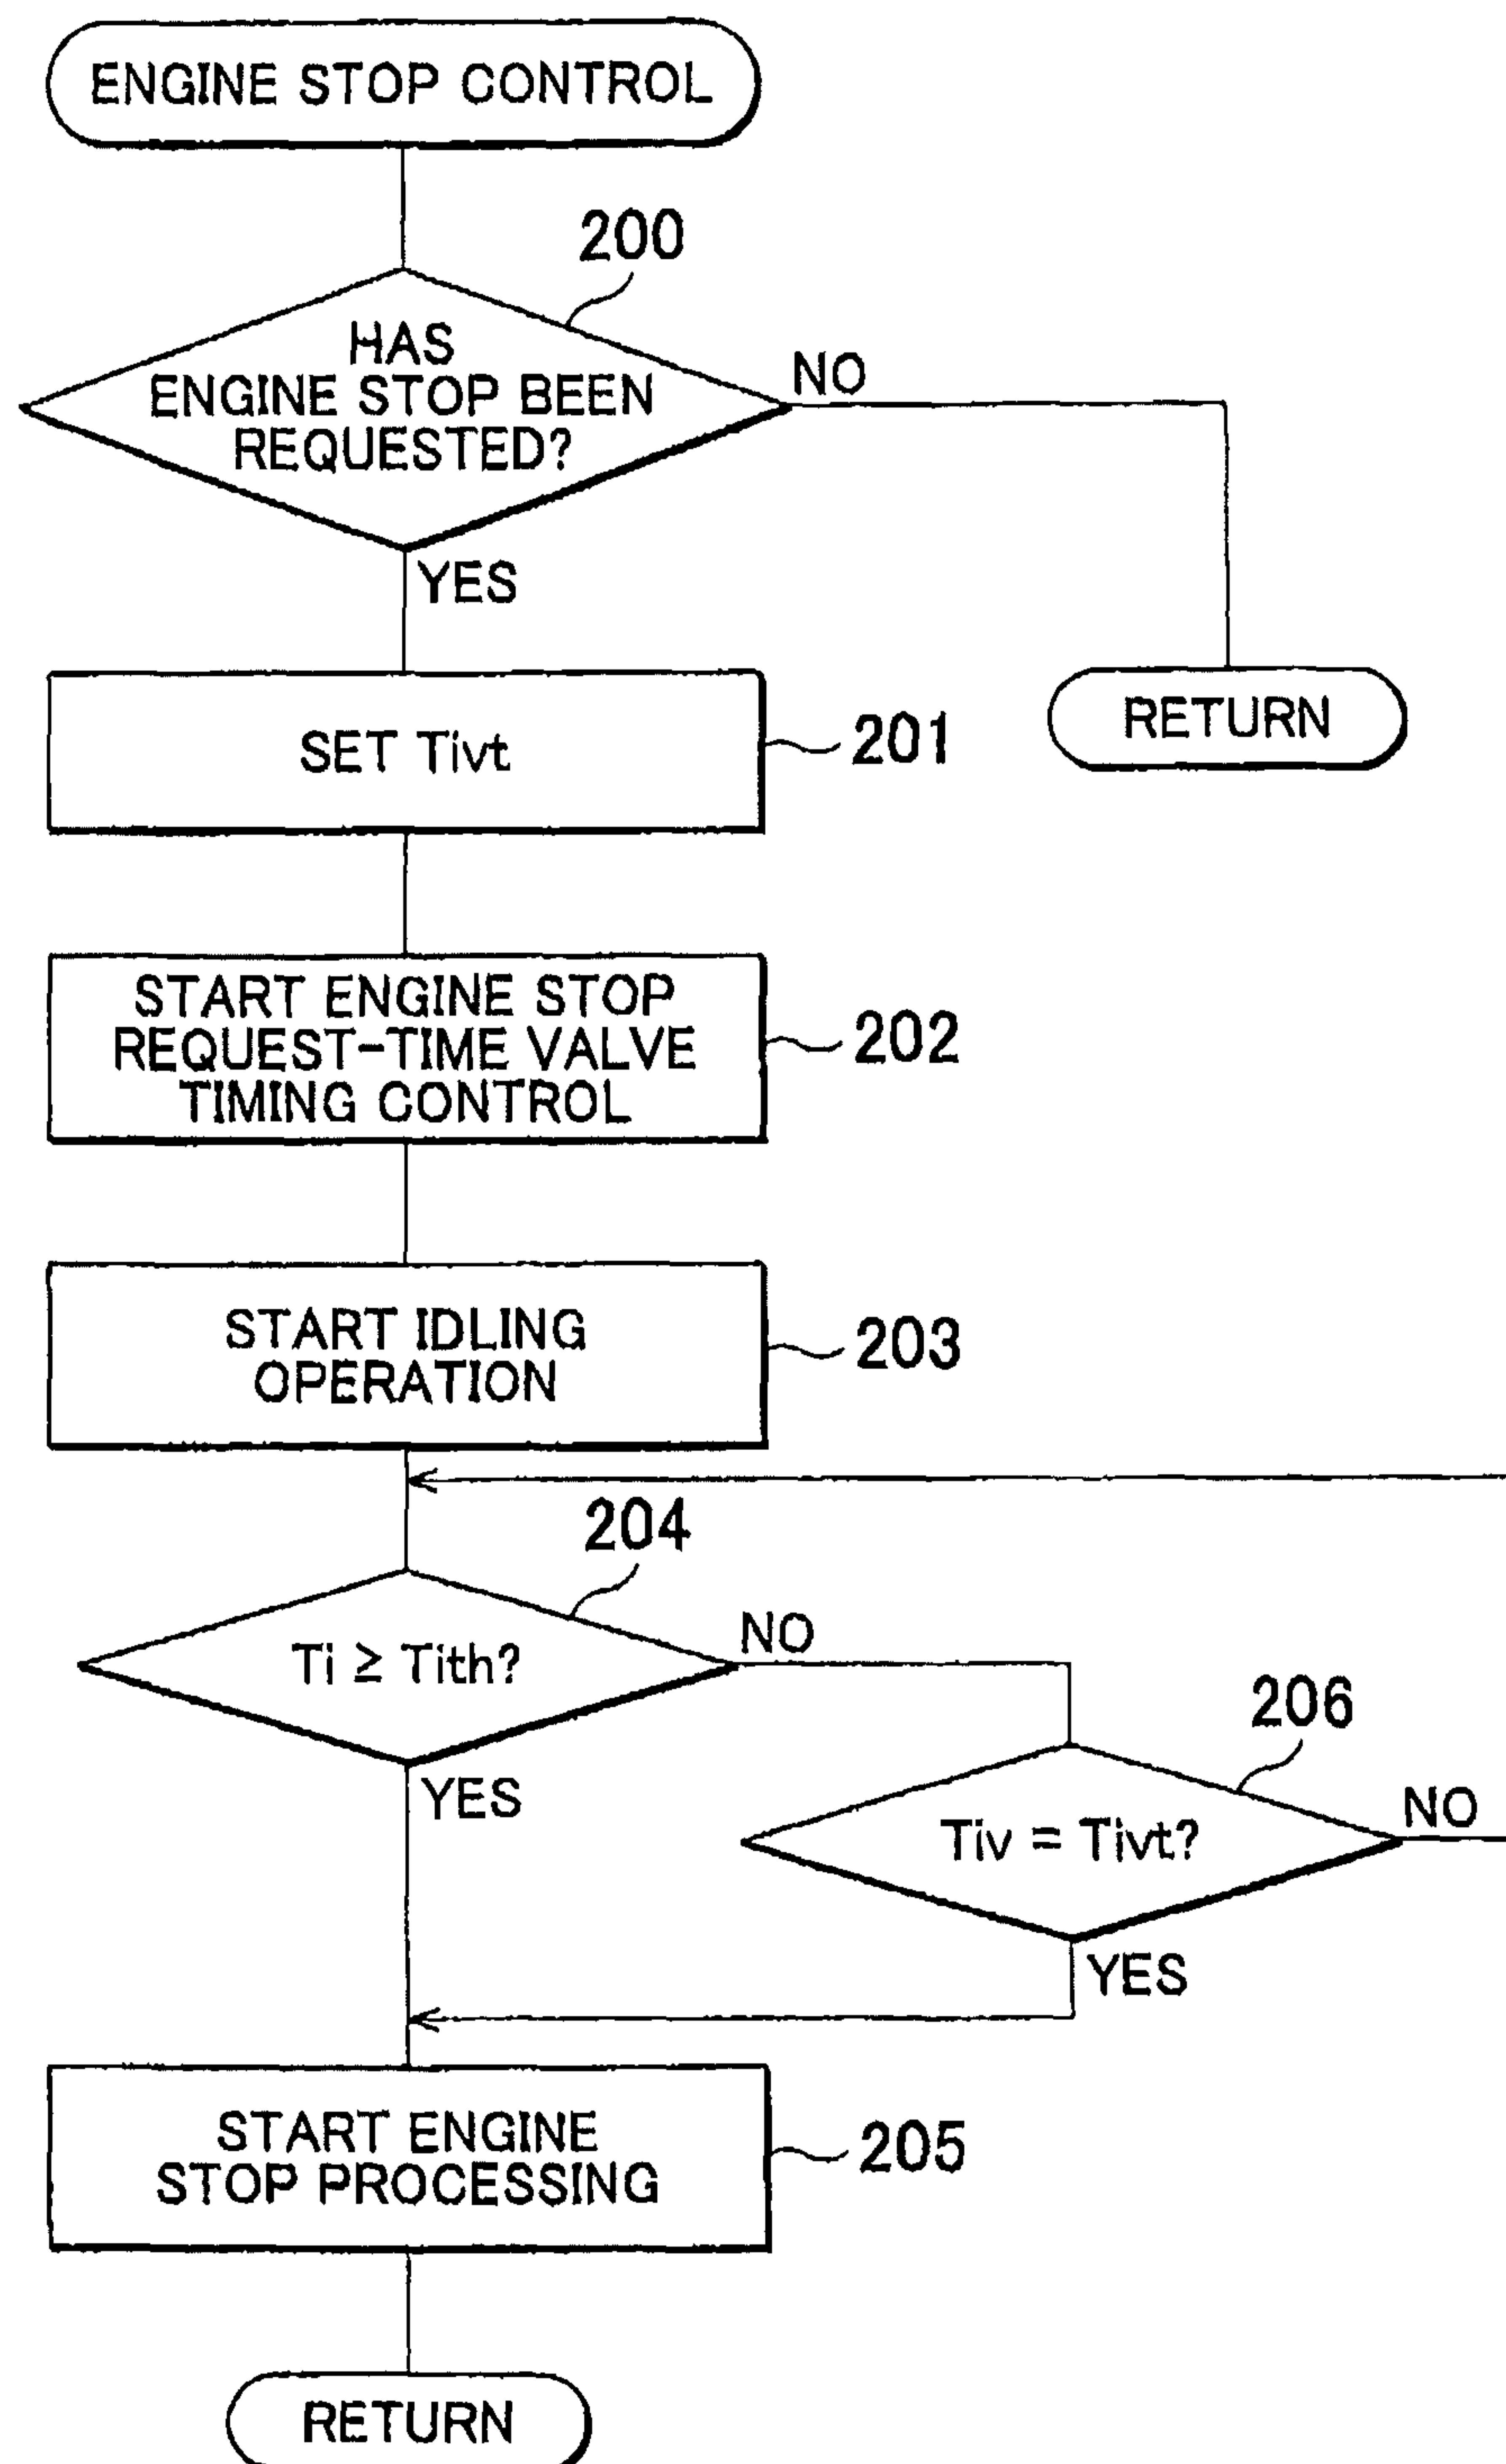 ENGINE STOP CONTROL
200
HAS
ENGINE STOP BEEN
REQUESTED?
NO
YES
SET Tivt
201
RETURN
START ENGINE STOP
REQUEST-TIME VALVE
TIMING CONTROL
202
START IDLING
OPERATION
203
204
Ti ≥ Tith?
NO
YES
206
Tiv = Tivt?
NO
YES
START ENGINE
STOP PROCESSING
205
RETURN